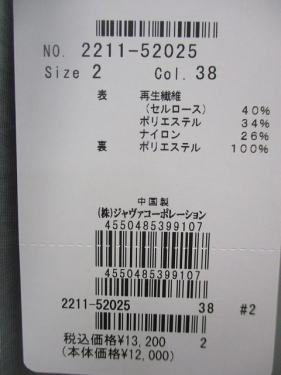 NO. 2211-52025
Size 2 Col. 38
表 再生繊維
(セルロース) 40%
ポリエステル 34%
ナイロン 26%
裏 ポリエステル 100%
中国製
(株)ジャヴァコーポレーション
4550485399107
4550485399107
2211-52025 38 #2
税込価格¥13,200 2
(本体価格¥12,000)